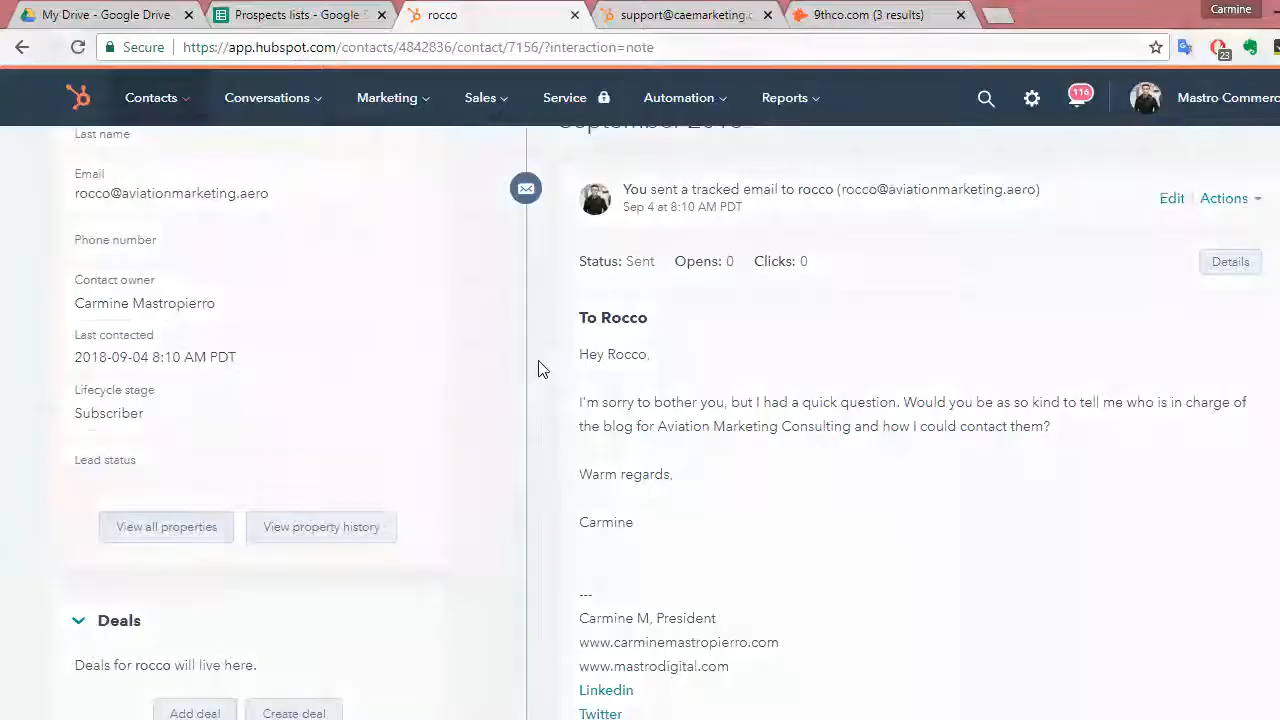 My Drive - Google Drive
Prospects lists - Google S
rocco
support@caemarketing.c
9thco.com (3 results)
Carmine
Secure
https://app.hubspot.com/contacts/4842836/contact/7156/?interaction=note
23
Contacts
Conversations
Marketing
Sales
Service
Automation
Reports
116
Mastro Commerc
September
Last name
Email
rocco@aviationmarketing.aero
Phone number
Contact owner
Carmine Mastropierro
Last contacted
2018-09-04 8:10 AM PDT
Lifecycle stage
Subscriber
Lead status
View all properties
View property history
Deals
Deals for rocco will live here.
Add deal
Create deal
You sent a tracked email to rocco (rocco@aviationmarketing.aero)
Sep 4 at 8:10 AM PDT
Edit
Actions
Status: Sent
Opens: 0
Clicks: 0
Details
To Rocco
Hey Rocco,
I'm sorry to bother you, but I had a quick question. Would you be as so kind to tell me who is in charge of
the blog for Aviation Marketing Consulting and how I could contact them?
Warm regards,
Carmine
---
Carmine M, President
www.carminemastropierro.com
www.mastrodigital.com
Linkedin
Twitter